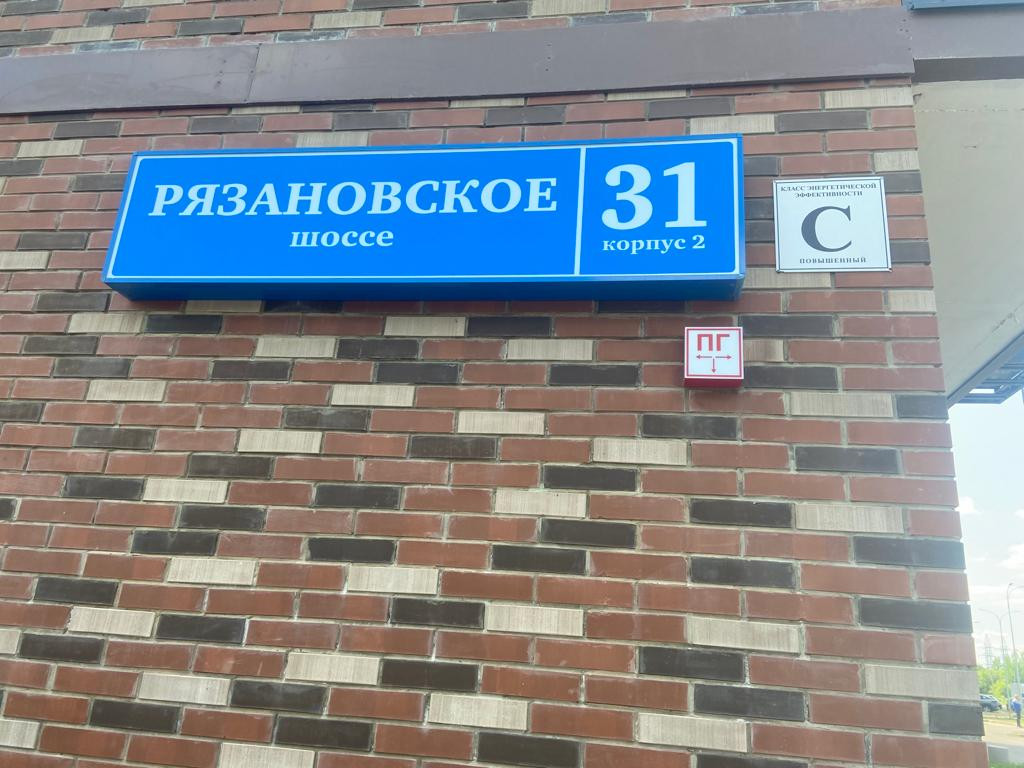 РЯЗАНОВСКОЕ
шоссе
31
корпус 2
КЛАСС ЭНЕРГЕТИЧЕСКОЙ
ЭФФЕКТИВНОСТИ
С
ПОВЫШЕННЫЙ
ПГ